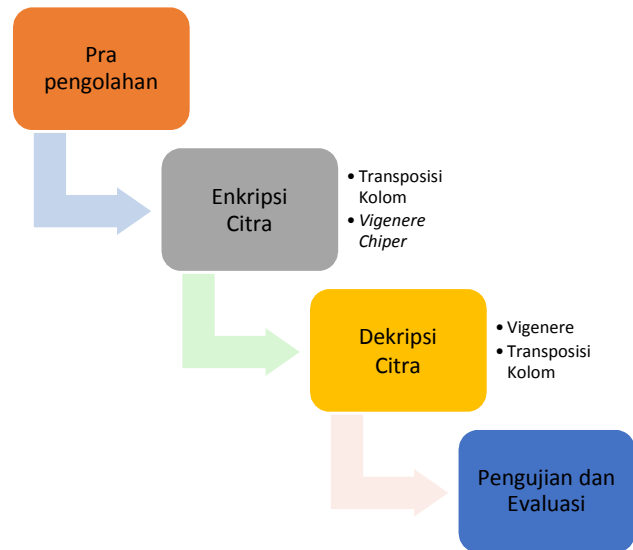 Pra
pengolahan
Enkripsi
Citra
• Transposisi
Kolom
• Vigenere
Chiper
Dekripsi
Citra
• Vigenere
• Transposisi
Kolom
Pengujian dan
Evaluasi